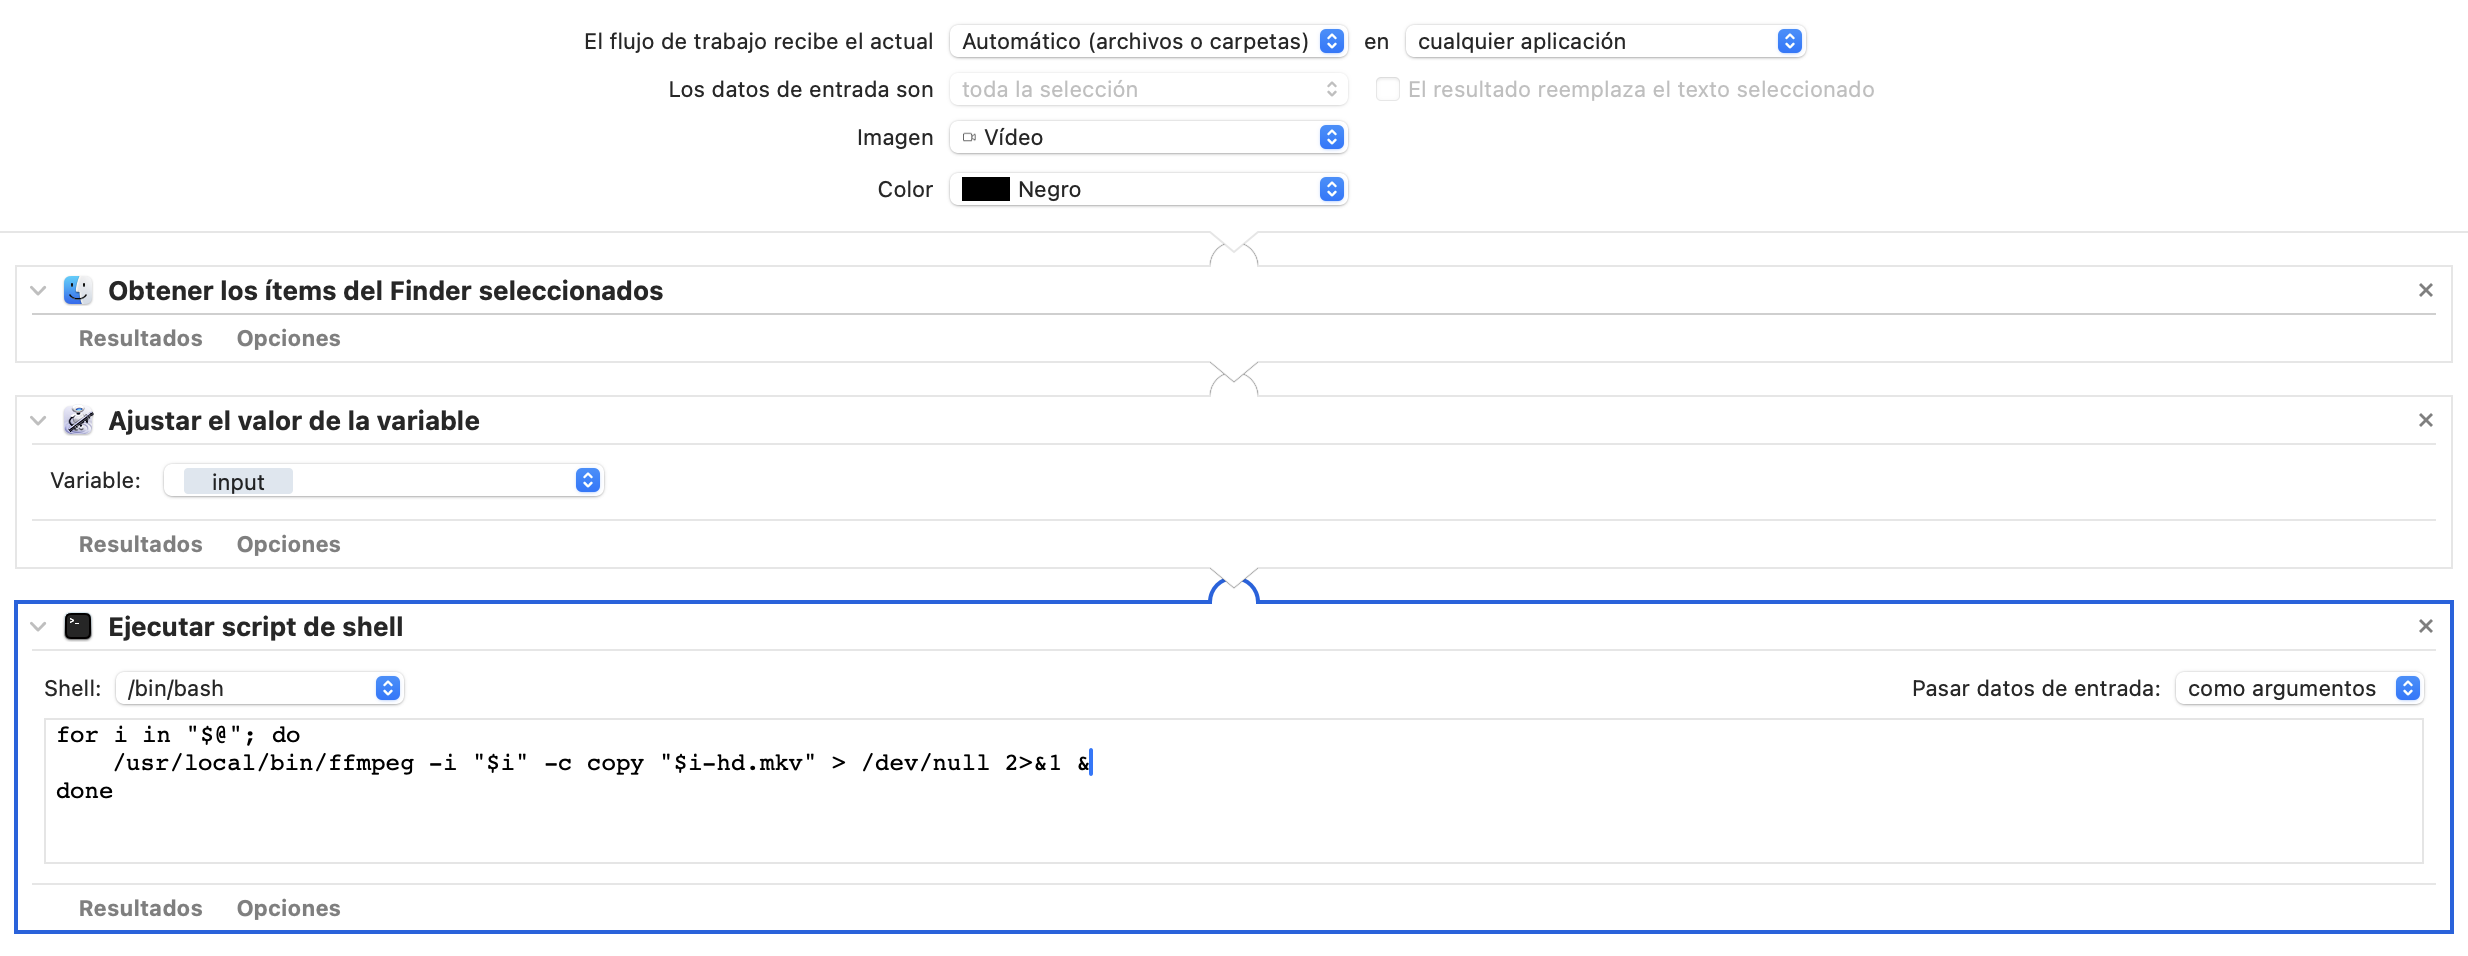 El flujo de trabajo recibe el actual Automático (archivos o carpetas) en cualquier aplicación
Los datos de entrada son toda la selección El resultado reemplaza el texto seleccionado
Imagen Vídeo
Color Negro
Obtener los ítems del Finder seleccionados
Resultados Opciones
Ajustar el valor de la variable
Variable: input
Resultados Opciones
Ejecutar script de shell
Shell: /bin/bash Pasar datos de entrada: como argumentos
for i in "$@"; do
    /usr/local/bin/ffmpeg -i "$i" -c copy "$i-hd.mkv" > /dev/null 2>&1 &
done
Resultados Opciones